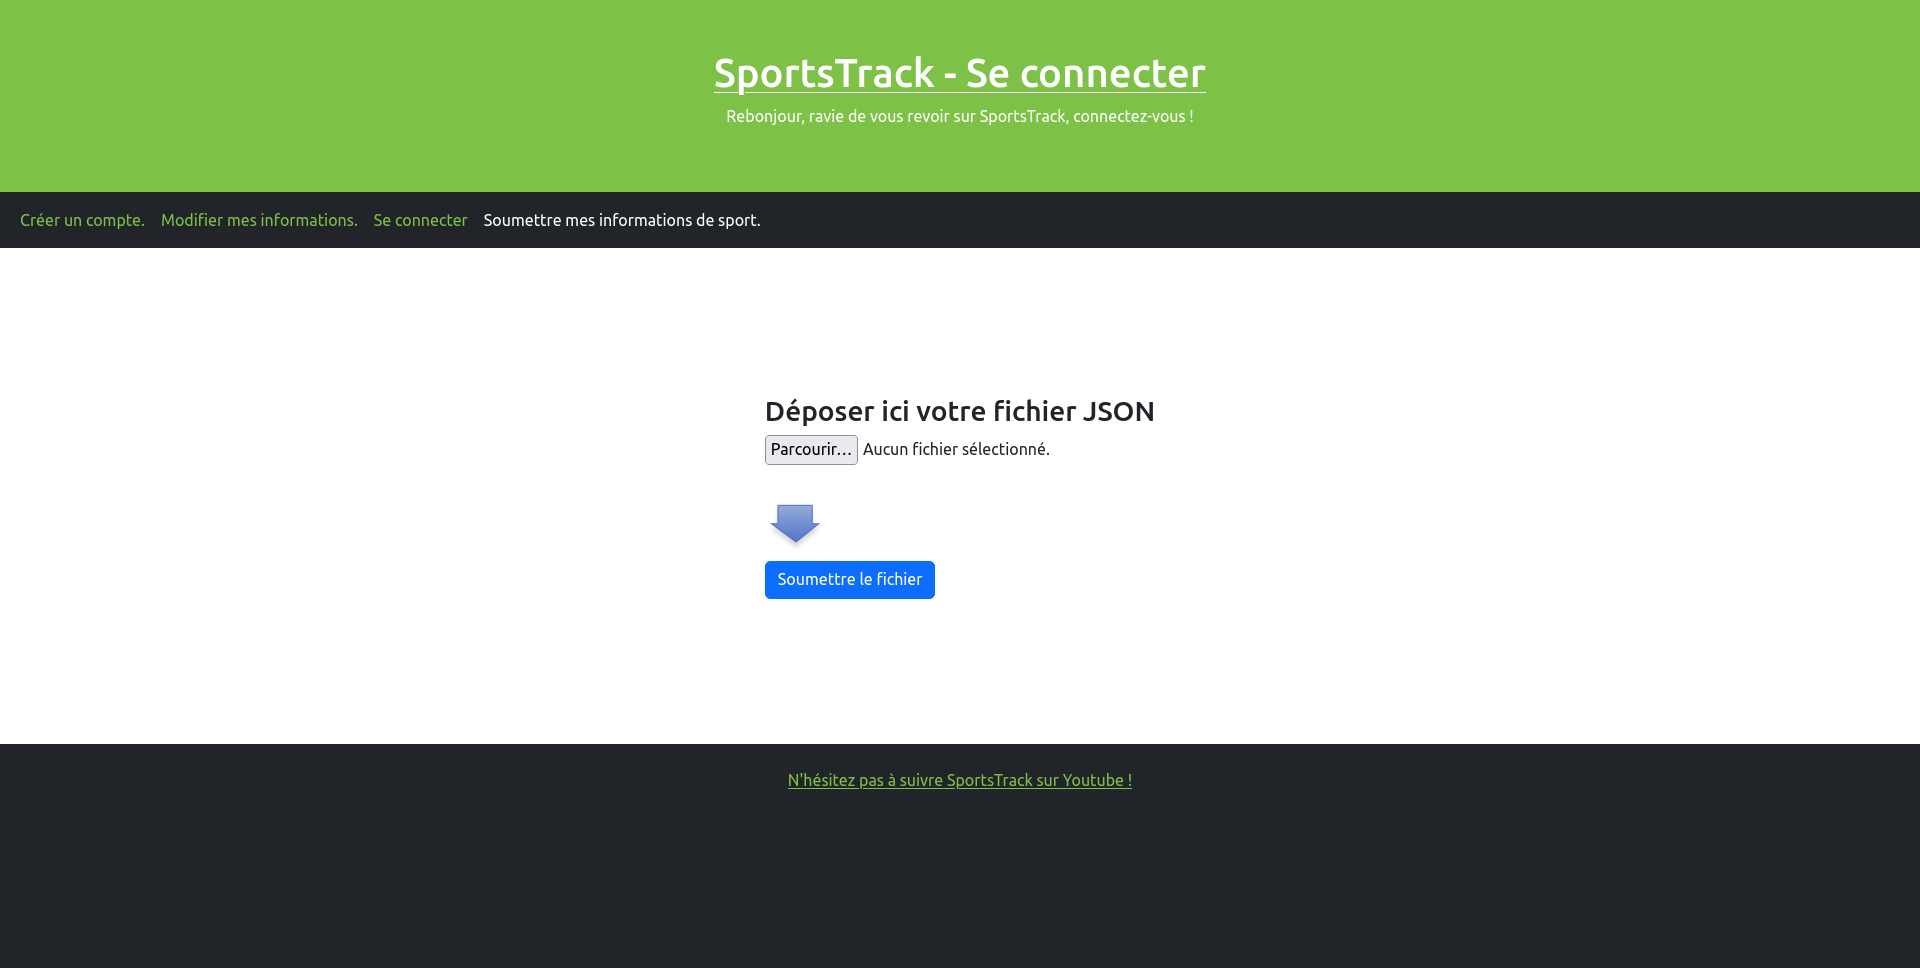 SportsTrack - Se connecter
Rebonjour, ravie de vous revoir sur SportsTrack, connectez-vous !
Créer un compte. Modifier mes informations. Se connecter Soumettre mes informations de sport.
Déposer ici votre fichier JSON
Parcourir… Aucun fichier sélectionné.
Soumettre le fichier
N'hésitez pas à suivre SportsTrack sur Youtube !